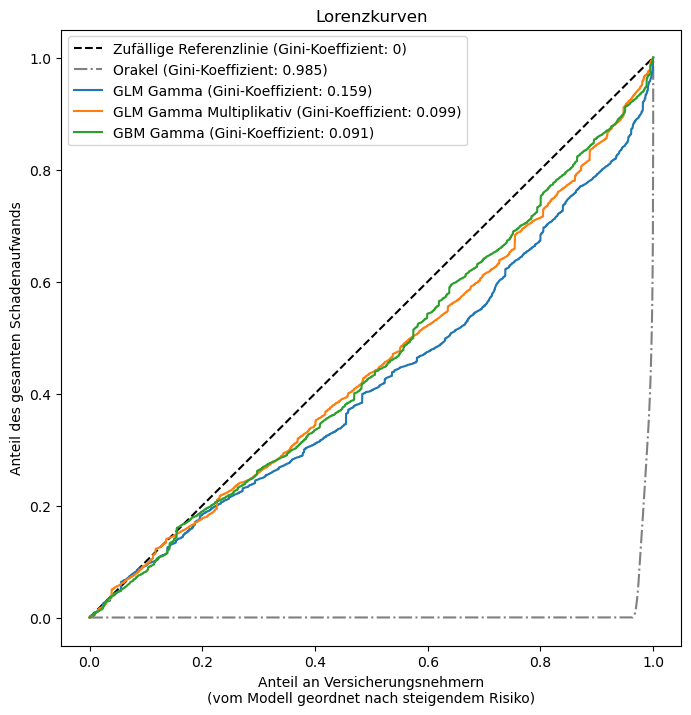 Lorenzkurven
Zufällige Referenzlinie (Gini-Koeffizient: 0)
Orakel (Gini-Koeffizient: 0.985)
GLM Gamma (Gini-Koeffizient: 0.159)
GLM Gamma Multiplikativ (Gini-Koeffizient: 0.099)
GBM Gamma (Gini-Koeffizient: 0.091)
Anteil des gesamten Schadenaufwands
1.0
0.8
0.6
0.4
0.2
0.0
0.0 0.2 0.4 0.6 0.8 1.0
Anteil an Versicherungsnehmern
(vom Modell geordnet nach steigendem Risiko)